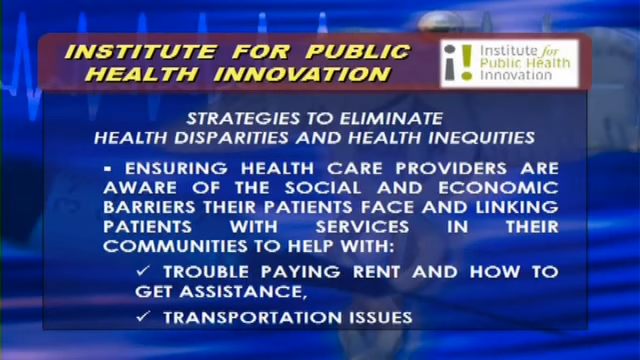 INSTITUTE FOR PUBLIC
HEALTH INNOVATION
i! Institute for
Public Health
Innovation
STRATEGIES TO ELIMINATE
HEALTH DISPARITIES AND HEALTH INEQUITIES
▪ ENSURING HEALTH CARE PROVIDERS ARE
AWARE OF THE SOCIAL AND ECONOMIC
BARRIERS THEIR PATIENTS FACE AND LINKING
PATIENTS WITH SERVICES IN THEIR
COMMUNITIES TO HELP WITH:
✓ TROUBLE PAYING RENT AND HOW TO
GET ASSISTANCE,
✓ TRANSPORTATION ISSUES